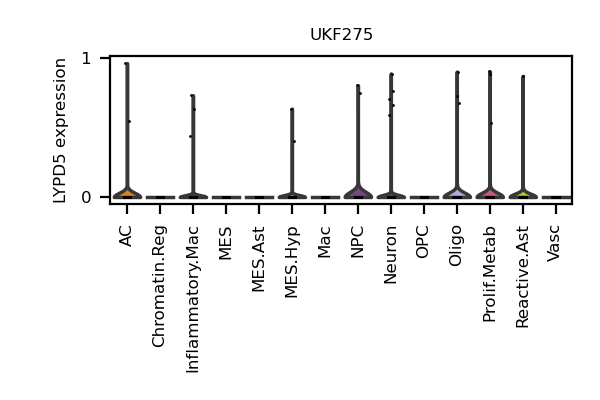 UKF275
LYPD5 expression
1
0
AC
Chromatin.Reg
Inflammatory.Mac
MES
MES.Ast
MES.Hyp
Mac
NPC
Neuron
OPC
Oligo
Prolif.Metab
Reactive.Ast
Vasc